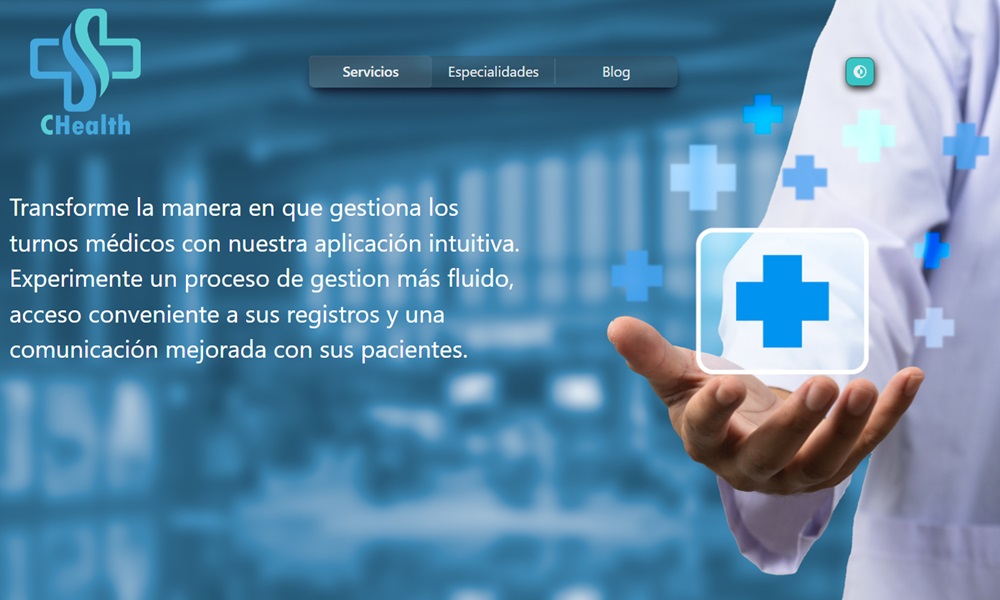 CHealth
Servicios
Especialidades
Blog
Transforme la manera en que gestiona los
turnos médicos con nuestra aplicación intuitiva.
Experimente un proceso de gestion más fluido,
acceso conveniente a sus registros y una
comunicación mejorada con sus pacientes.